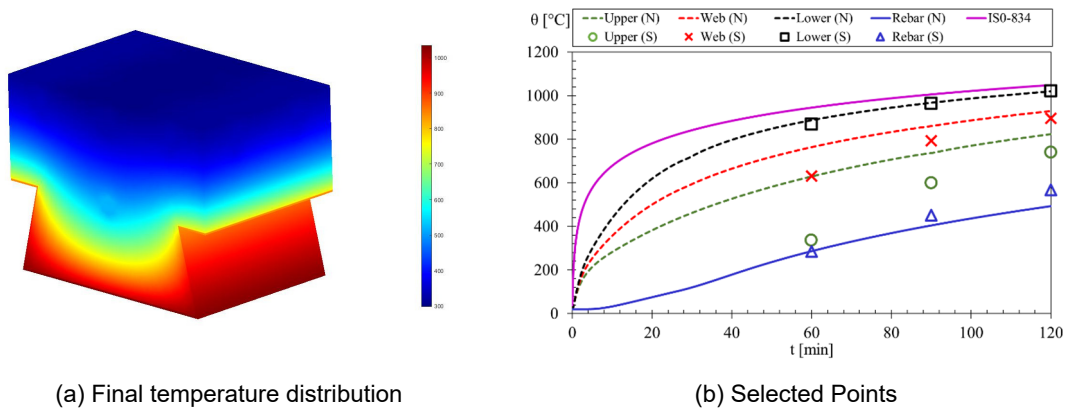 1000
900
800
700
600
500
400
300
θ [°C]
Upper (N) Web (N) Lower (N) Rebar (N) IS0-834
Upper (S) Web (S) Lower (S) Rebar (S)
1200
1000
800
600
400
200
0
0 20 40 60 80 100 120
t [min]
(a) Final temperature distribution
(b) Selected Points